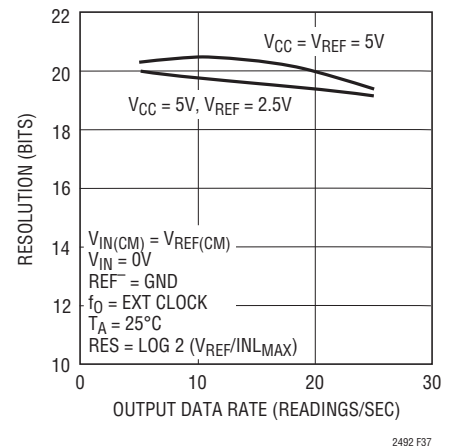 22
20
18
16
14
12
10
RESOLUTION (BITS)
VCC = VREF = 5V
VCC = 5V, VREF = 2.5V
VIN(CM) = VREF(CM)
VIN = 0V
REF– = GND
fO = EXT CLOCK
TA = 25°C
RES = LOG 2 (VREF/INLMAX)
0 10 20 30
OUTPUT DATA RATE (READINGS/SEC)
2492 F37